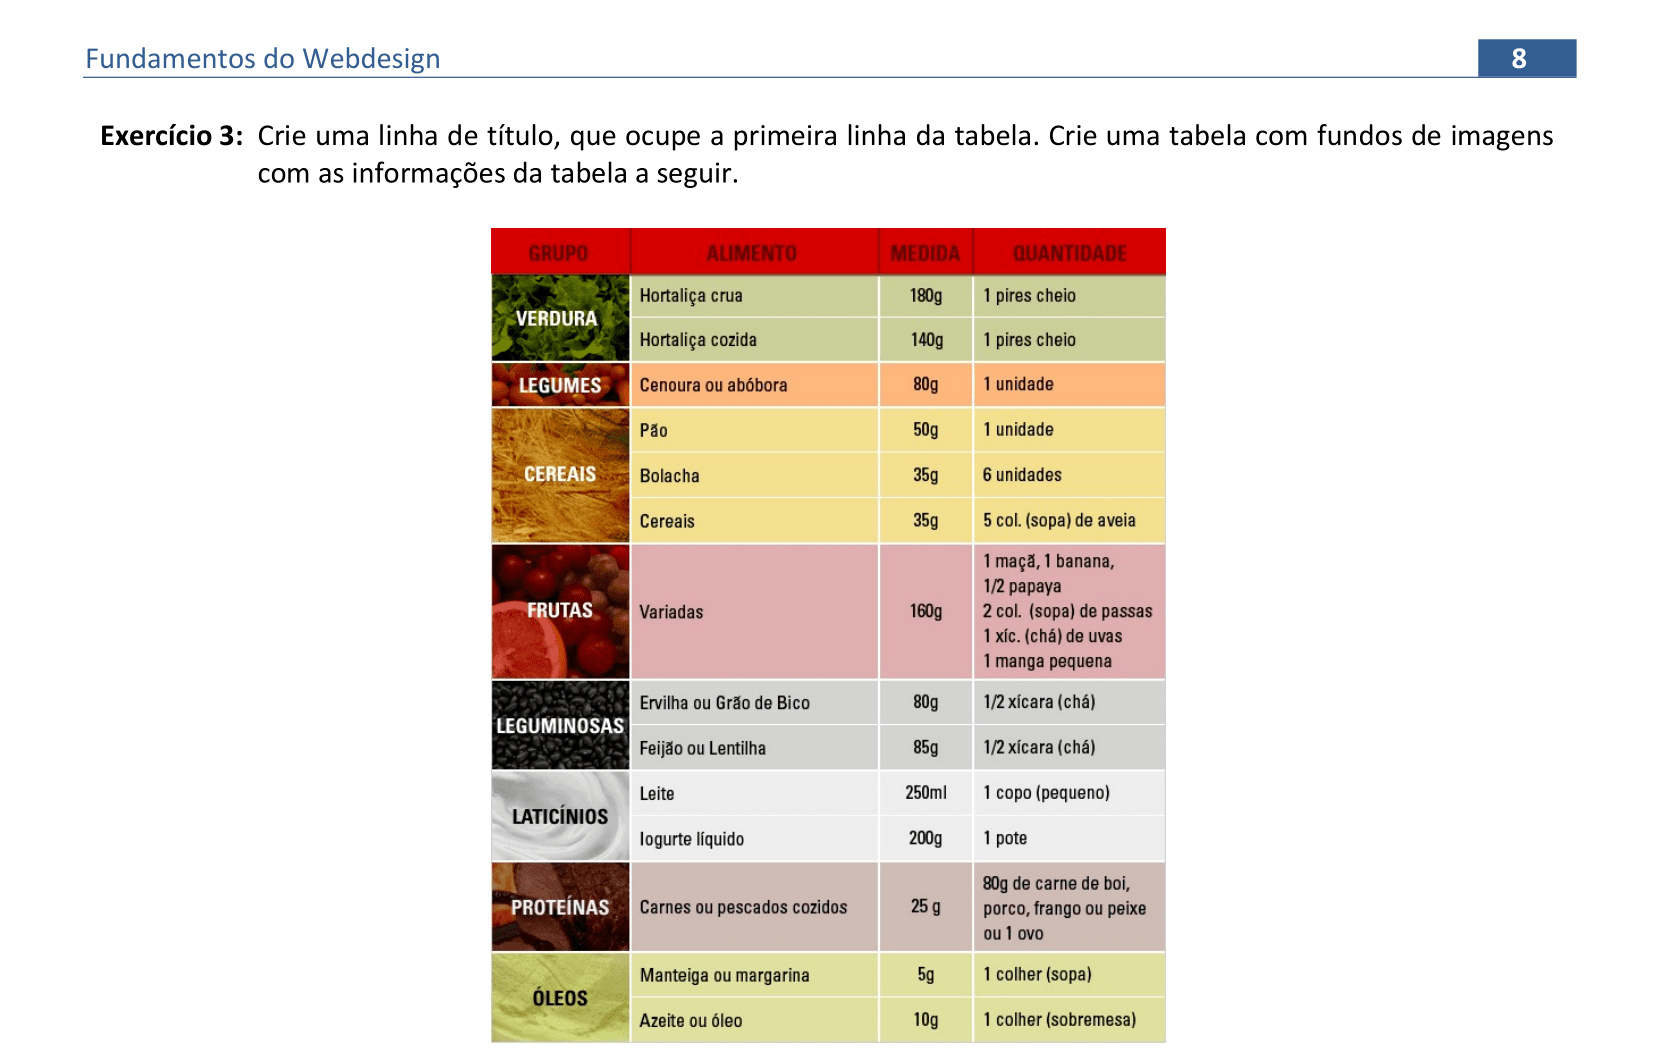 Fundamentos do Webdesign 8
Exercício 3: Crie uma linha de título, que ocupe a primeira linha da tabela. Crie uma tabela com fundos de imagens
com as informações da tabela a seguir.
GRUPO ALIMENTO MEDIDA QUANTIDADE
VERDURA
Hortaliça crua 180g 1 pires cheio
Hortaliça cozida 140g 1 pires cheio
LEGUMES Cenoura ou abóbora 80g 1 unidade
CEREAIS
Pão 50g 1 unidade
Bolacha 35g 6 unidades
Cereais 35g 5 col. (sopa) de aveia
FRUTAS Variadas 160g
1 maçã, 1 banana,
1/2 papaya
2 col. (sopa) de passas
1 xíc. (chá) de uvas
1 manga pequena
LEGUMINOSAS
Ervilha ou Grão de Bico 80g 1/2 xícara (chá)
Feijão ou Lentilha 85g 1/2 xícara (chá)
LATICÍNIOS
Leite 250ml 1 copo (pequeno)
Iogurte líquido 200g 1 pote
PROTEÍNAS Carnes ou pescados cozidos 25 g
80g de carne de boi,
porco, frango ou peixe
ou 1 ovo
ÓLEOS
Manteiga ou margarina 5g 1 colher (sopa)
Azeite ou óleo 10g 1 colher (sobremesa)